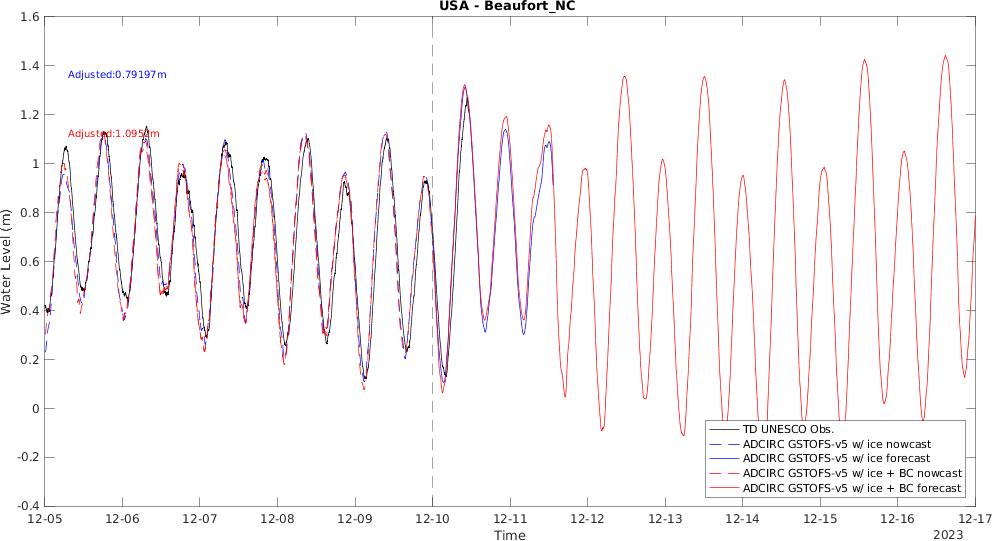 USA - Beaufort_NC
1.6
1.4
1.2
1
0.8
0.6
0.4
0.2
0
-0.2
-0.4
Water Level (m)
Adjusted:0.79197m
TD UNESCO Obs.
ADCIRC GSTOFS-v5 w/ ice nowcast
ADCIRC GSTOFS-v5 w/ ice forecast
ADCIRC GSTOFS-v5 w/ ice + BC nowcast
ADCIRC GSTOFS-v5 w/ ice + BC forecast
12-05 12-06 12-07 12-08 12-09 12-10 12-11 12-12 12-13 12-14 12-15 12-16 12-17
Time
2023